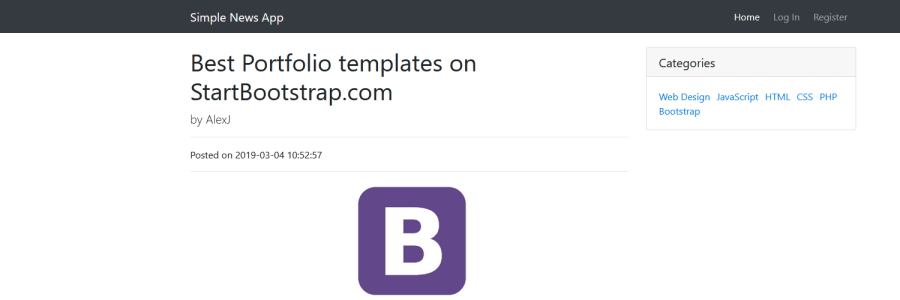 Simple News App
Home Log In Register
Best Portfolio templates on
StartBootstrap.com
by AlexJ
Posted on 2019-03-04 10:52:57
B
Categories
Web Design JavaScript HTML CSS PHP
Bootstrap